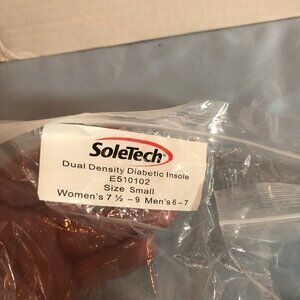 SoleTech®
Dual Density Diabetic Insole
E510102
Size Small
Women's 7 ½ - 9 Men's 6-7